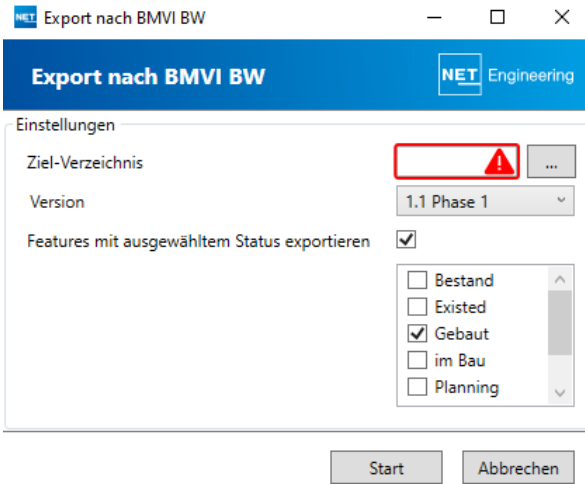 NET Export nach BMVI BW
Export nach BMVI BW
NET Engineering
Einstellungen
Ziel-Verzeichnis ...
Version 1.1 Phase 1
Features mit ausgewähltem Status exportieren
Bestand
Existed
Gebaut
im Bau
Planning
Start Abbrechen